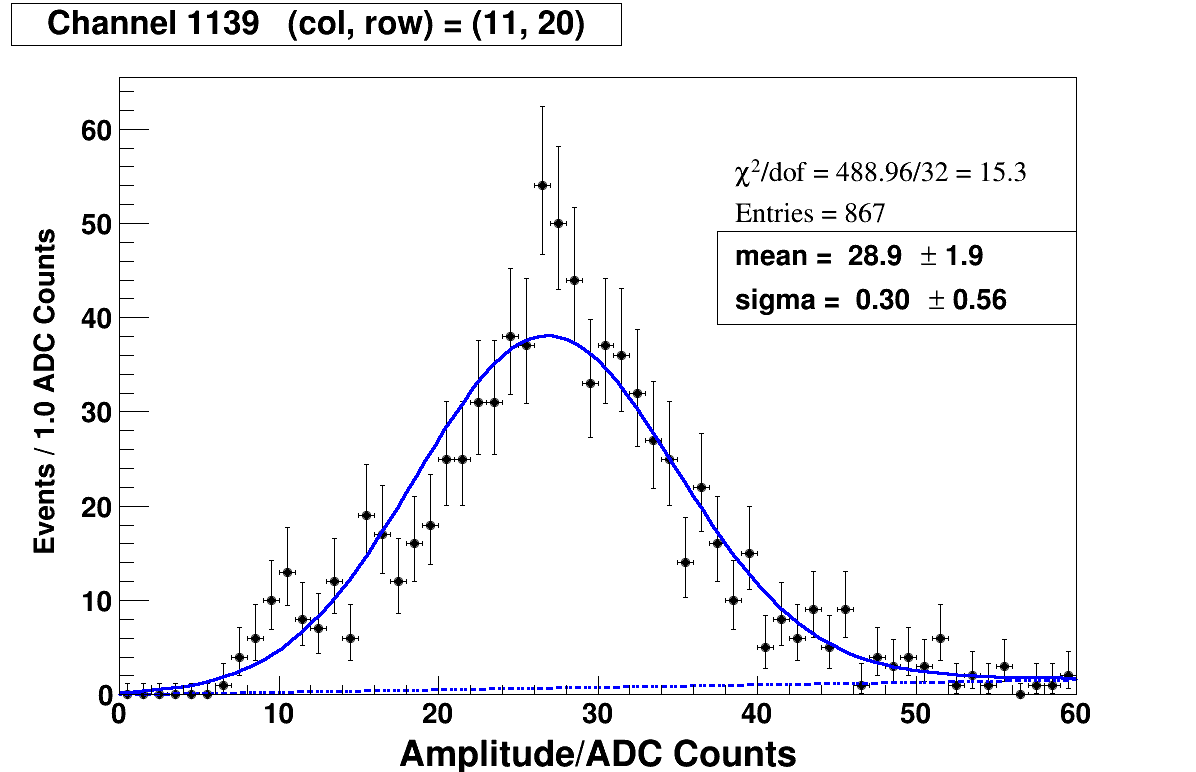 Channel 1139 (col, row) = (11, 20)
χ²/dof = 488.96/32 = 15.3
Entries = 867
mean = 28.9 ± 1.9
sigma = 0.30 ± 0.56
Events / 1.0 ADC Counts
60
50
40
30
20
10
0
0 10 20 30 40 50 60
Amplitude/ADC Counts